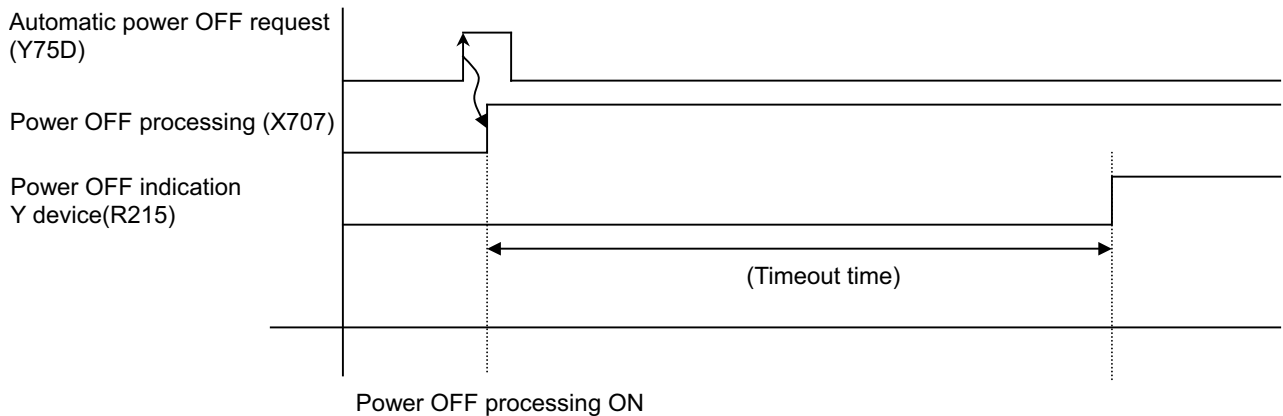 Automatic power OFF request
(Y75D)
Power OFF processing (X707)
Power OFF indication
Y device(R215)
(Timeout time)
Power OFF processing ON